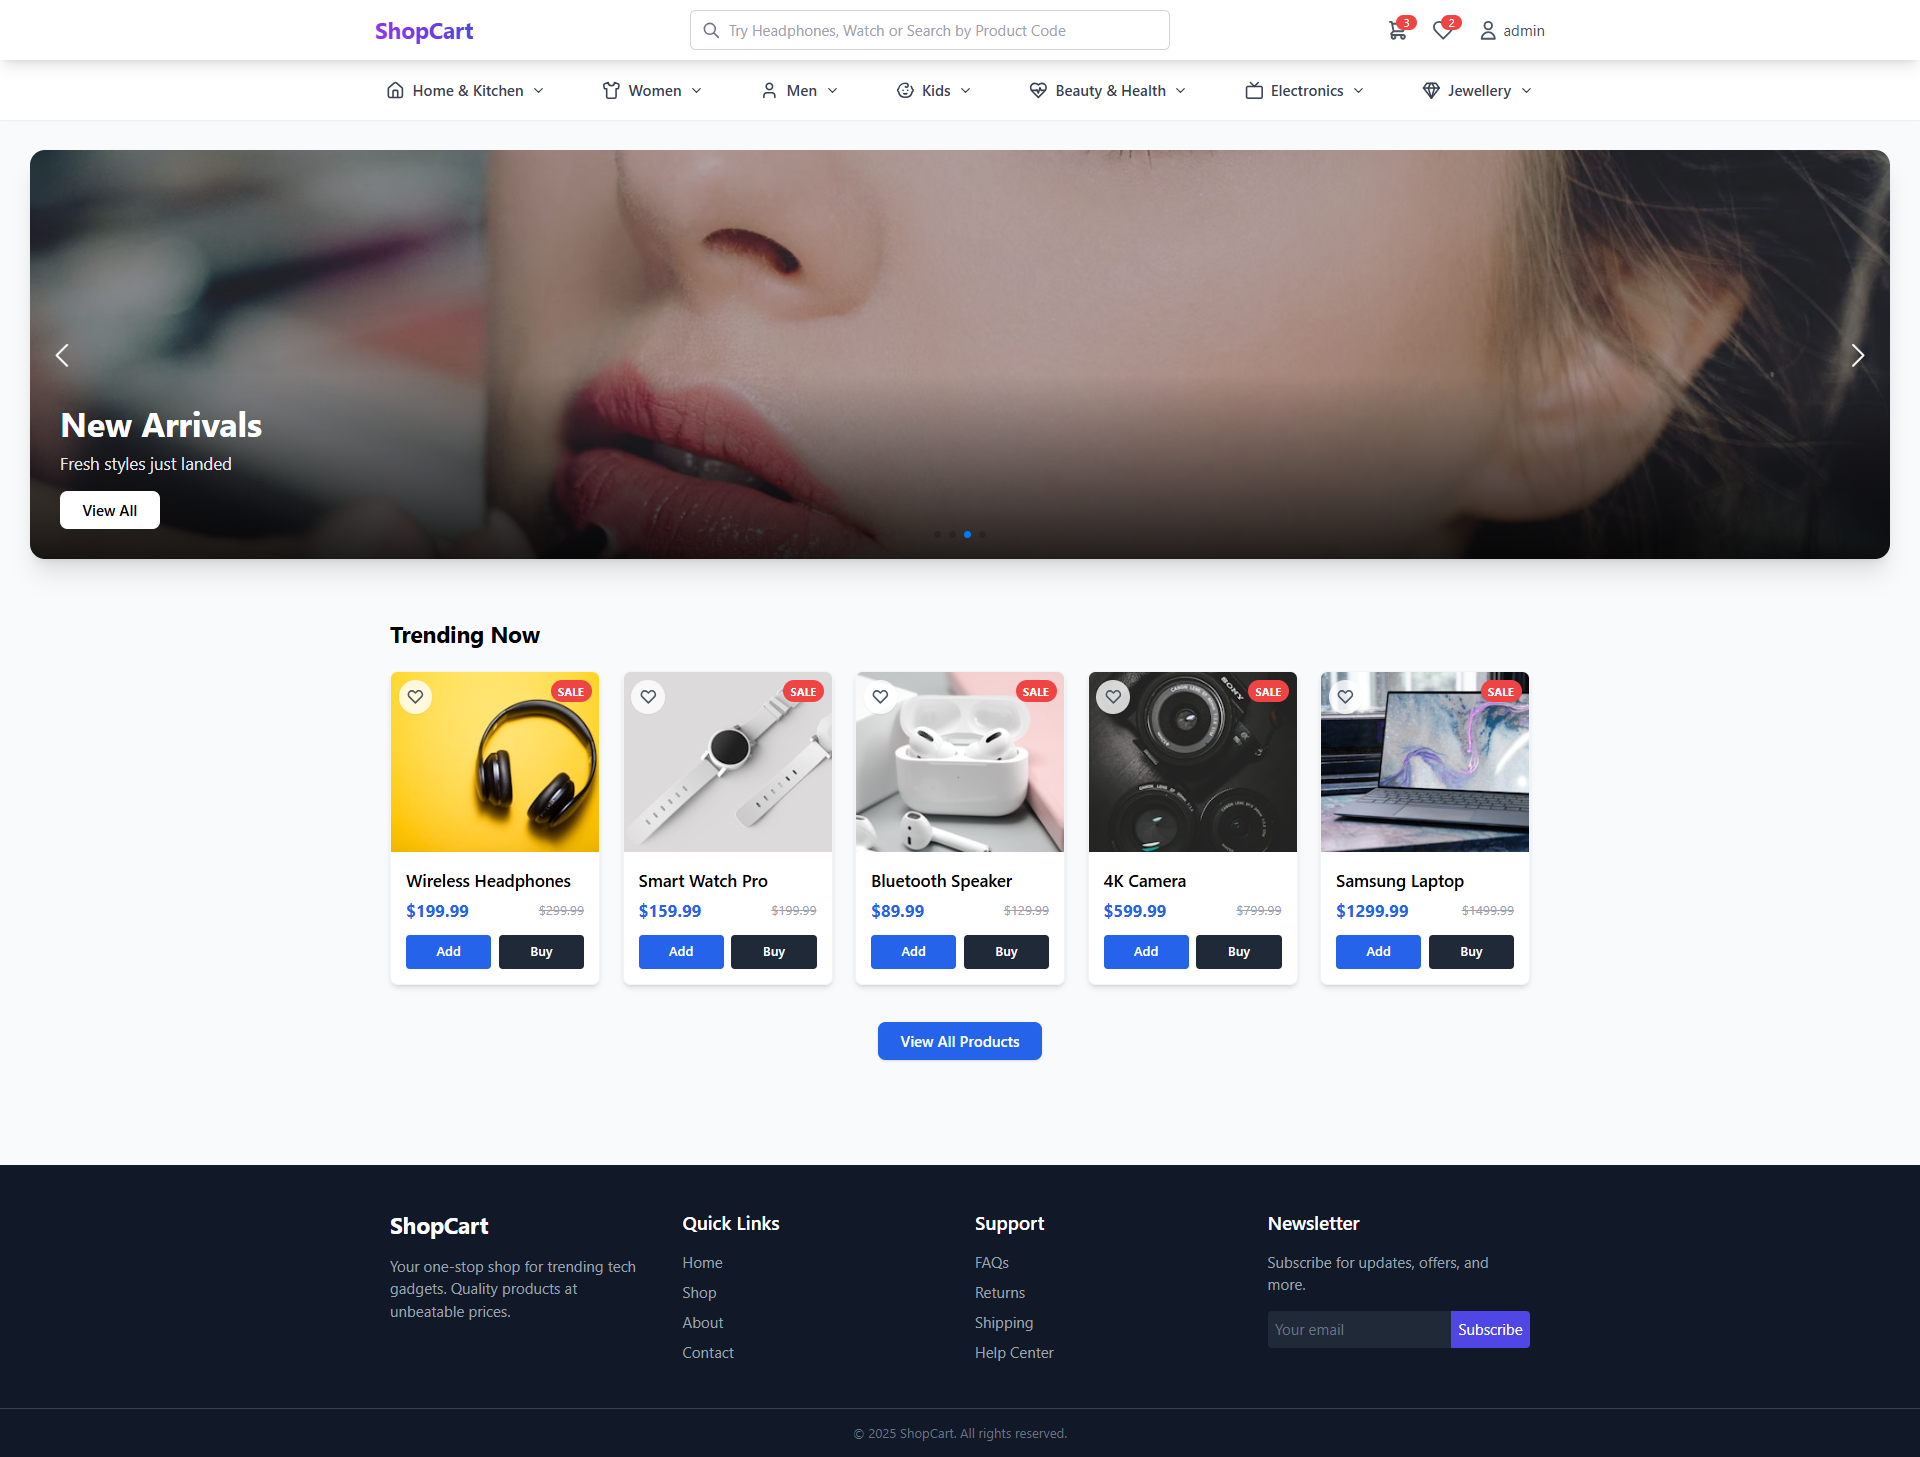 ShopCart
Try Headphones, Watch or Search by Product Code
3
2
admin
Home & Kitchen
Women
Men
Kids
Beauty & Health
Electronics
Jewellery
New Arrivals
Fresh styles just landed
View All
Trending Now
SALE
SALE
SALE
SONY
SALE
SALE
Wireless Headphones
$199.99 $299.99
Add Buy
Smart Watch Pro
$159.99 $199.99
Add Buy
Bluetooth Speaker
$89.99 $129.99
Add Buy
4K Camera
$599.99 $799.99
Add Buy
Samsung Laptop
$1299.99 $1499.99
Add Buy
View All Products
ShopCart
Your one-stop shop for trending tech
gadgets. Quality products at
unbeatable prices.
Quick Links
Home
Shop
About
Contact
Support
FAQs
Returns
Shipping
Help Center
Newsletter
Subscribe for updates, offers, and
more.
Your email
Subscribe
© 2025 ShopCart. All rights reserved.